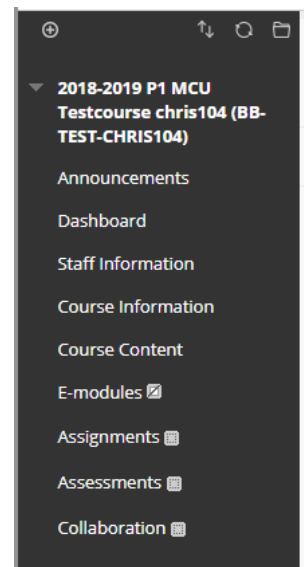 2018-2019 P1 MCU
Testcourse chris104 (BB-
TEST-CHRIS104)
Announcements
Dashboard
Staff Information
Course Information
Course Content
E-modules
Assignments
Assessments
Collaboration